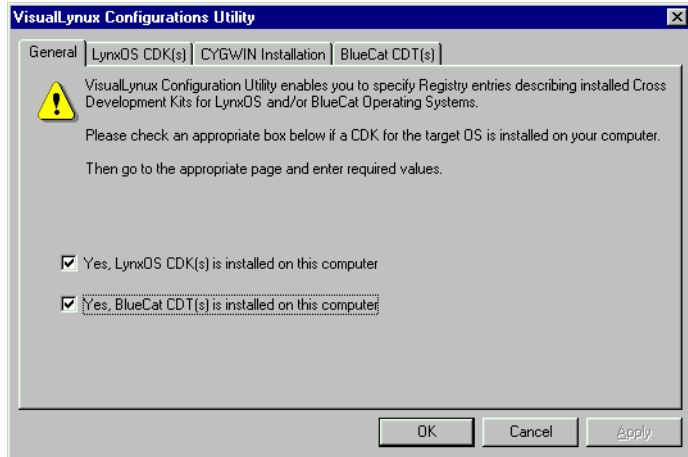 VisualLynux Configurations Utility
General LynxOS CDK(s) CYGWIN Installation BlueCat CDT(s)
VisualLynux Configuration Utility enables you to specify Registry entries describing installed Cross
Development Kits for LynxOS and/or BlueCat Operating Systems.
Please check an appropriate box below if a CDK for the target OS is installed on your computer.
Then go to the appropriate page and enter required values.
Yes, LynxOS CDK(s) is installed on this computer
Yes, BlueCat CDT(s) is installed on this computer
OK Cancel Apply